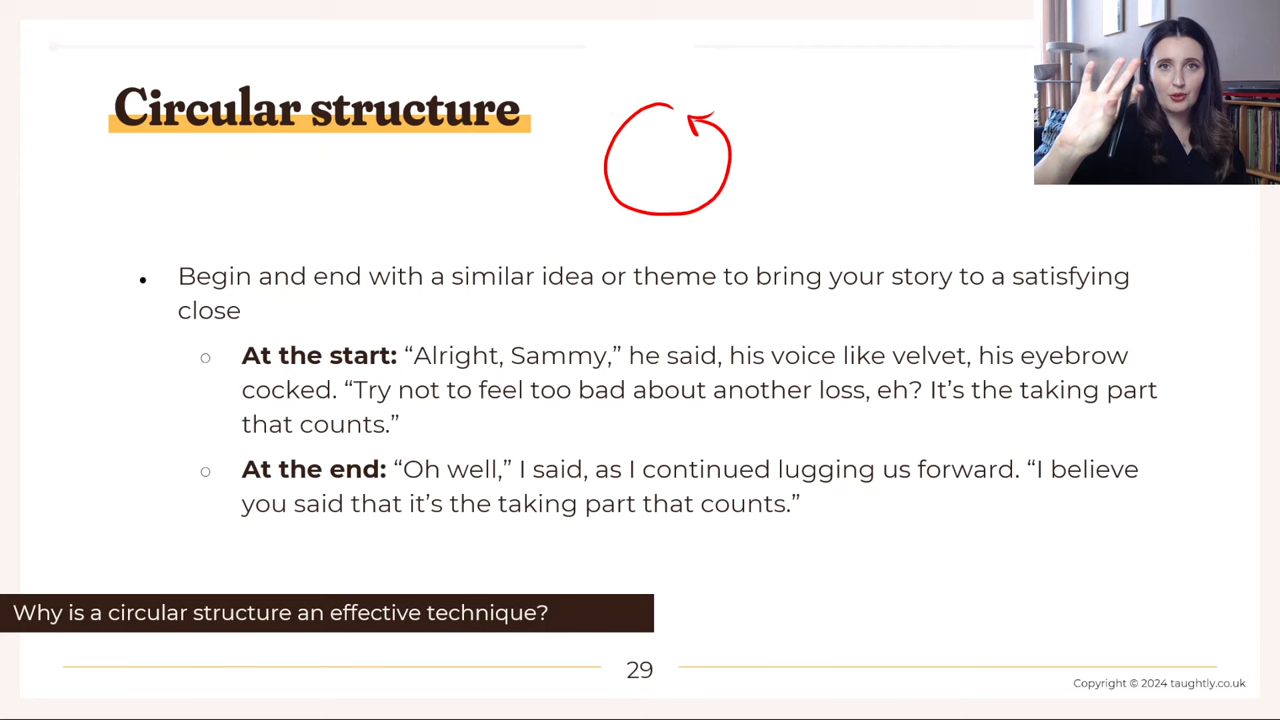 Circular structure
• Begin and end with a similar idea or theme to bring your story to a satisfying
close
○ At the start: “Alright, Sammy,” he said, his voice like velvet, his eyebrow
cocked. “Try not to feel too bad about another loss, eh? It’s the taking part
that counts.”
○ At the end: “Oh well,” I said, as I continued lugging us forward. “I believe
you said that it’s the taking part that counts.”
Why is a circular structure an effective technique?
29
Copyright © 2024 taughtly.co.uk